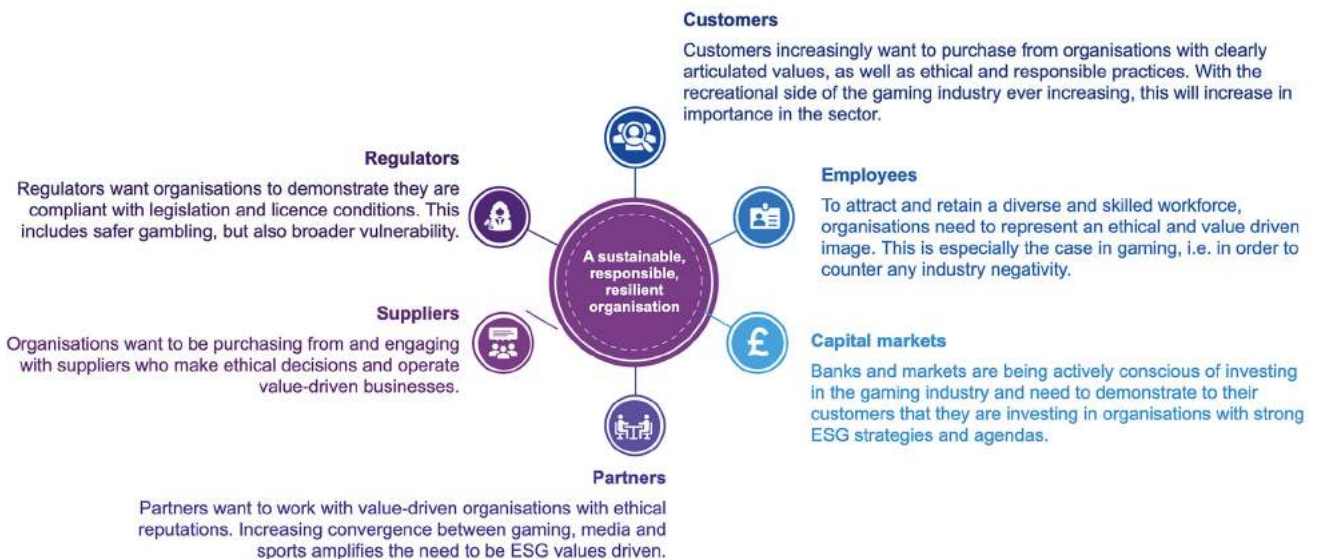 Customers
Customers increasingly want to purchase from organisations with clearly
articulated values, as well as ethical and responsible practices. With the
recreational side of the gaming industry ever increasing, this will increase in
importance in the sector.
Regulators
Regulators want organisations to demonstrate they are
compliant with legislation and licence conditions. This
includes safer gambling, but also broader vulnerability.
Employees
To attract and retain a diverse and skilled workforce,
organisations need to represent an ethical and value driven
image. This is especially the case in gaming, i.e. in order to
counter any industry negativity.
A sustainable,
responsible,
resilient
organisation
Suppliers
Organisations want to be purchasing from and engaging
with suppliers who make ethical decisions and operate
value-driven businesses.
£
Capital markets
Banks and markets are being actively conscious of investing
in the gaming industry and need to demonstrate to their
customers that they are investing in organisations with strong
ESG strategies and agendas.
Partners
Partners want to work with value-driven organisations with ethical
reputations. Increasing convergence between gaming, media and
sports amplifies the need to be ESG values driven.